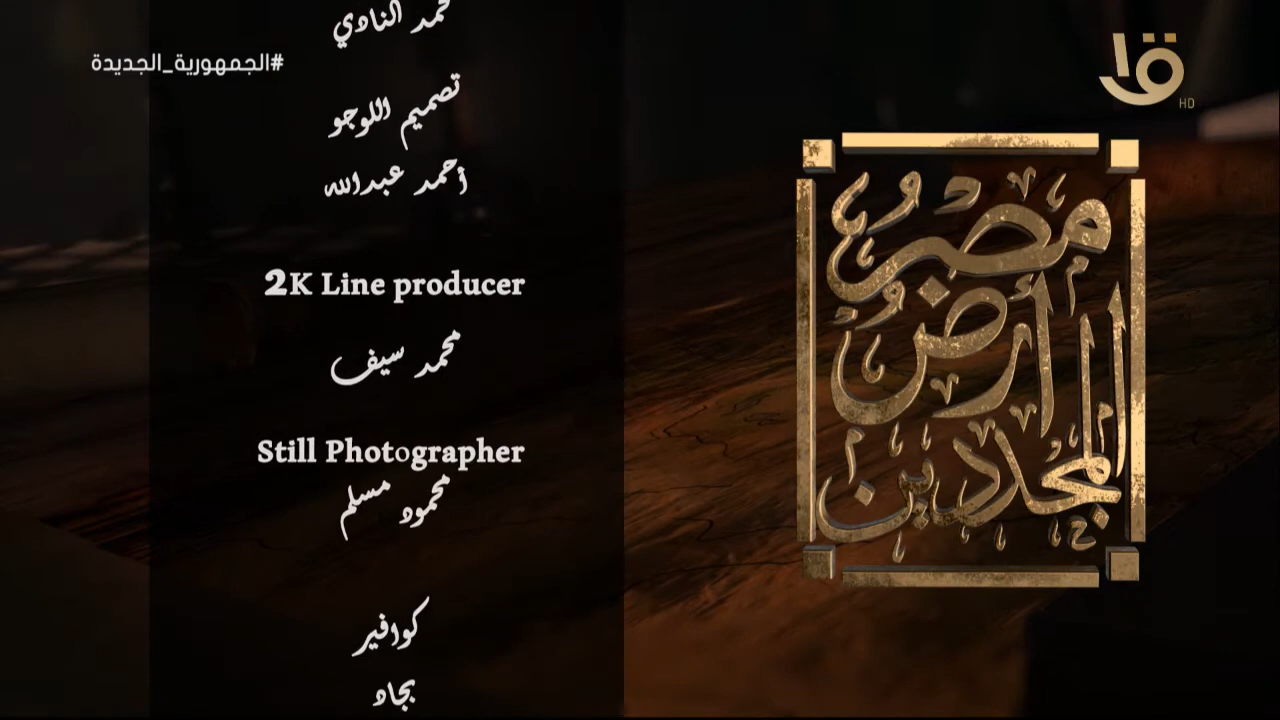 محمد النادي
#الجمهورية_الجديدة
HD
تصميم اللوجو
أحمد عبدالله
2K Line producer
محمد سيف
Still Photographer
محمود مسلم
كوافير
مصر
أرض
المجددين